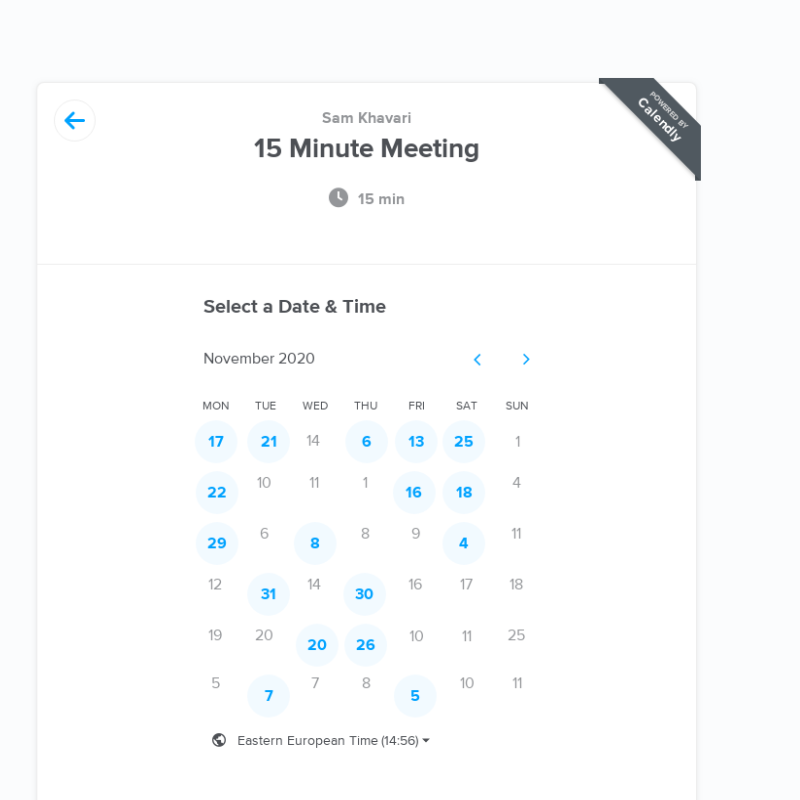 Sam Khavari
15 Minute Meeting
POWERED BY
Calendly
15 min
Select a Date & Time
November 2020
MON TUE WED THU FRI SAT SUN
17 21 14 6 13 25 1
22 10 11 1 16 18 4
29 6 8 8 9 4 11
12 31 14 30 16 17 18
19 20 20 26 10 11 25
5 7 7 8 5 10 11
Eastern European Time (14:56)